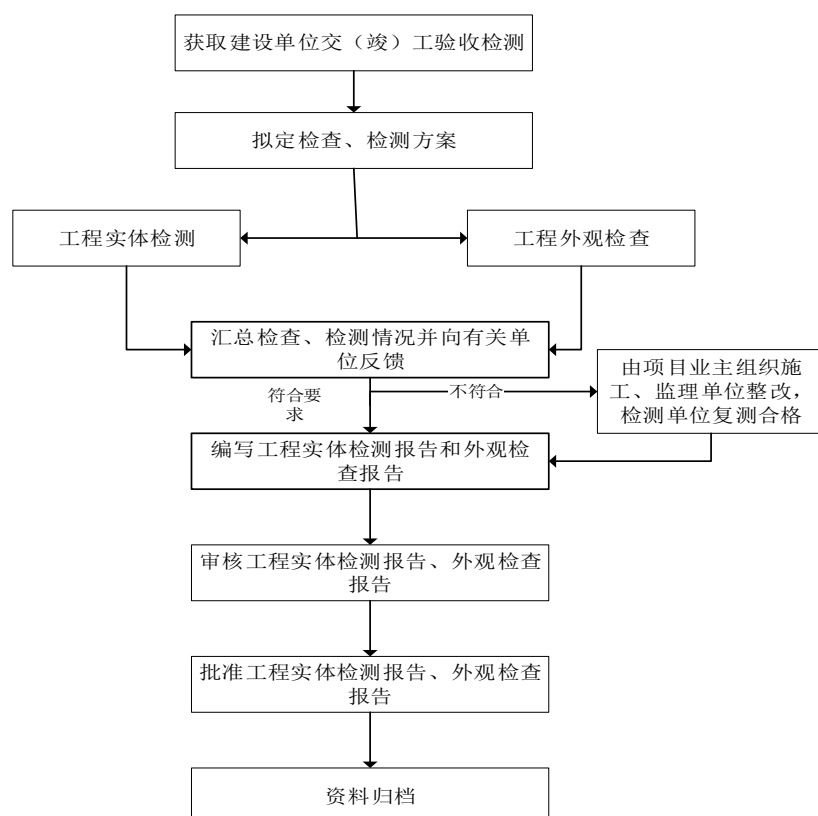 获取建设单位交（竣）工验收检测
拟定检查、检测方案
工程实体检测
工程外观检查
汇总检查、检测情况并向有关单
位反馈
符合要
求
不符合
由项目业主组织施
工、监理单位整改，
检测单位复测合格
编写工程实体检测报告和外观检
查报告
审核工程实体检测报告、外观检查
报告
批准工程实体检测报告、外观检查
报告
资料归档